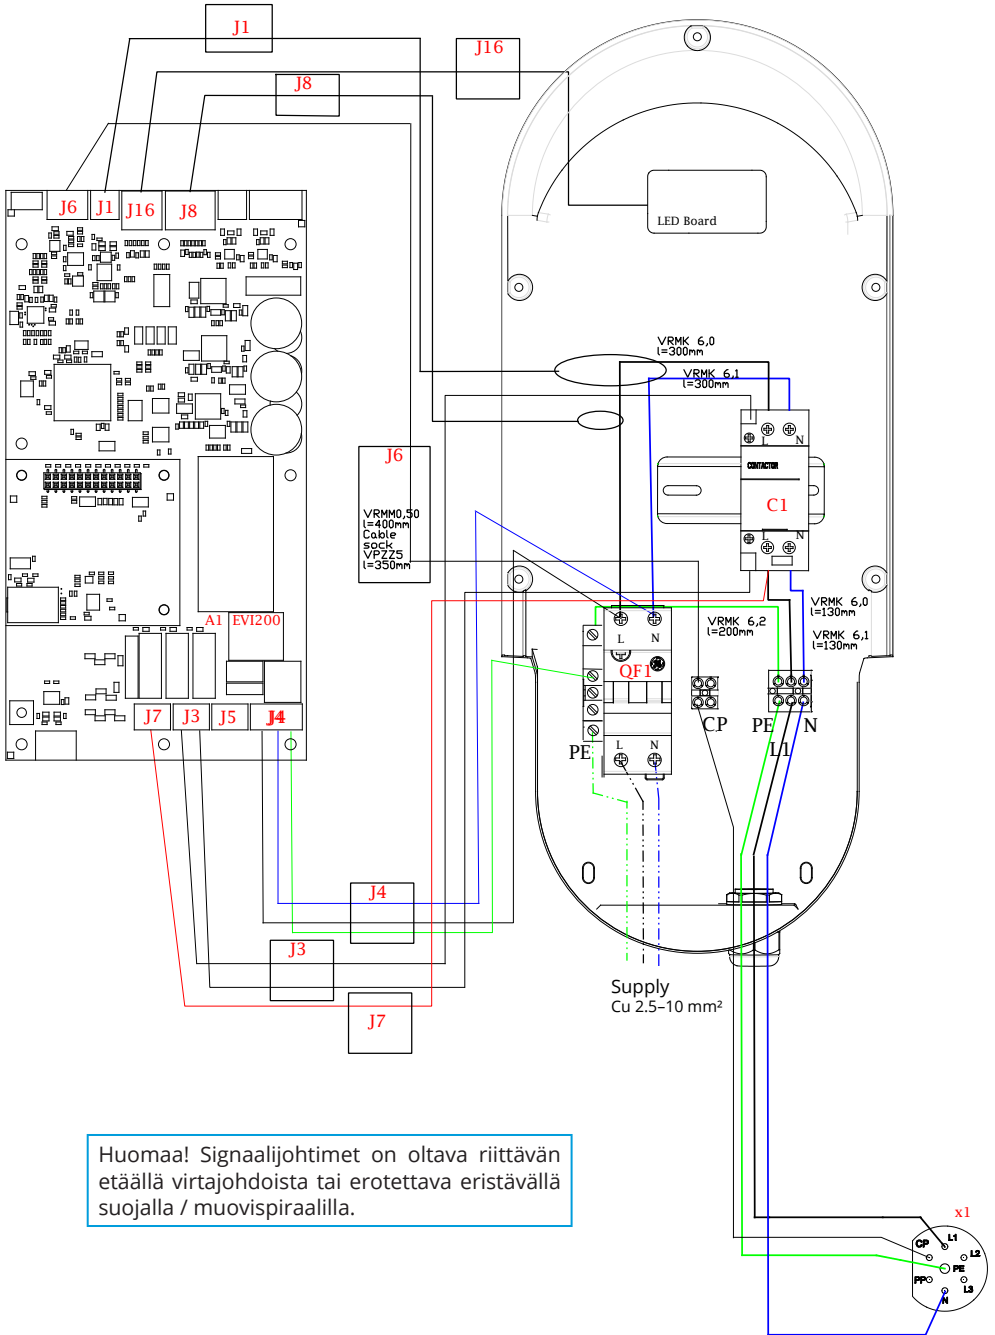 J1
J16
J8
J6
J1
J16
J8
LED Board
VRMK 6,0
l=300mm
VRMK 6,1
l=300mm
L
N
CONTACTOR
C1
L
N
J6
VRMM0,50
l=400mm
Cable
sock
VPZZ5
l=350mm
A1
EVI200
VRMK 6,0
l=130mm
VRMK 6,2
l=200mm
VRMK 6,1
l=130mm
L
N
QF1
J7
J3
J5
J4
CP
PE
N
L1
PE
L
N
J4
J3
J7
Supply
Cu 2.5–10 mm²
Huomaa! Signaalijohtimet on oltava riittävän
etäällä virtajohdoista tai erotettava eristävällä
suojalla / muovispiraalilla.
x1
L1
CP
L2
PE
PP
L3
N